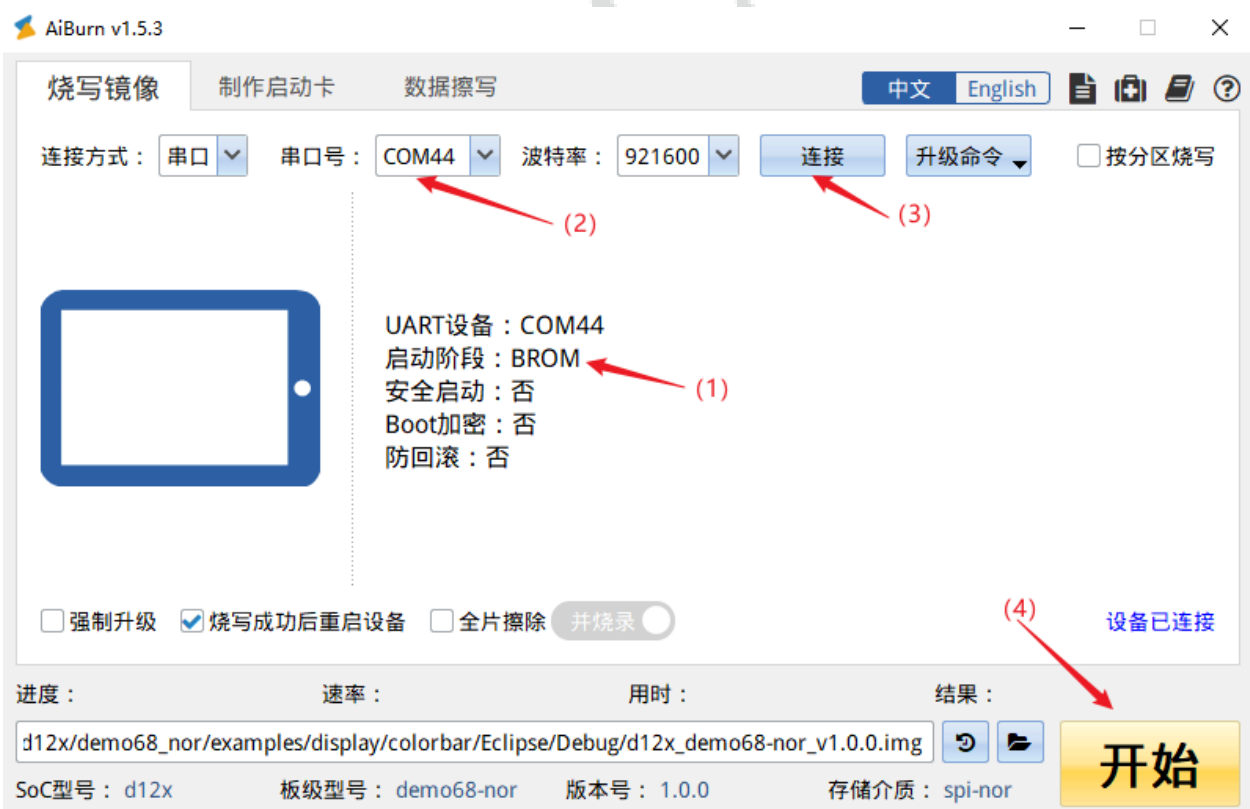 AiBurn v1.5.3
烧写镜像 制作启动卡 数据擦写 中文 English
连接方式： 串口 串口号： COM44 波特率： 921600 连接 升级命令 按分区烧写
(2) (3)
UART设备：COM44
启动阶段：BROM
(1)
安全启动：否
Boot加密：否
防回滚：否
(4)
强制升级 烧写成功后重启设备 全片擦除 并烧录 设备已连接
进度： 速率： 用时： 结果：
d12x/demo68_nor/examples/display/colorbar/Eclipse/Debug/d12x_demo68-nor_v1.0.0.img
开始
SoC型号： d12x 板级型号： demo68-nor 版本号： 1.0.0 存储介质： spi-nor